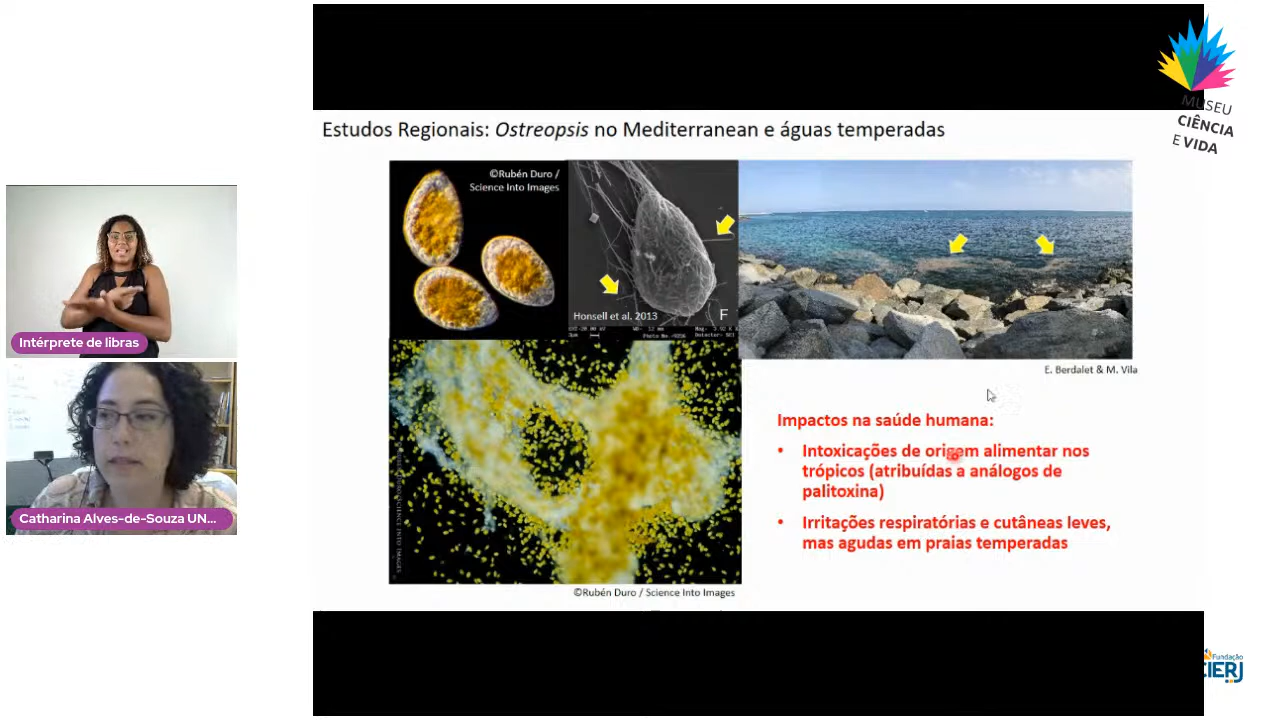 MUSEU
CIÊNCIA
E VIDA
Estudos Regionais: Ostreopsis no Mediterranean e águas temperadas
©Rubén Duro /
Science Into Images
Honsell et al. 2013
F
E. Berdalet & M. Vila
Impactos na saúde humana:
• Intoxicações de origem alimentar nos
trópicos (atribuídas a análogos de
palitoxina)
• Irritações respiratórias e cutâneas leves,
mas agudas em praias temperadas
©Rubén Duro / Science Into Images
Intérprete de libras
Catharina Alves-de-Souza UN...
Fundação
CIERJ